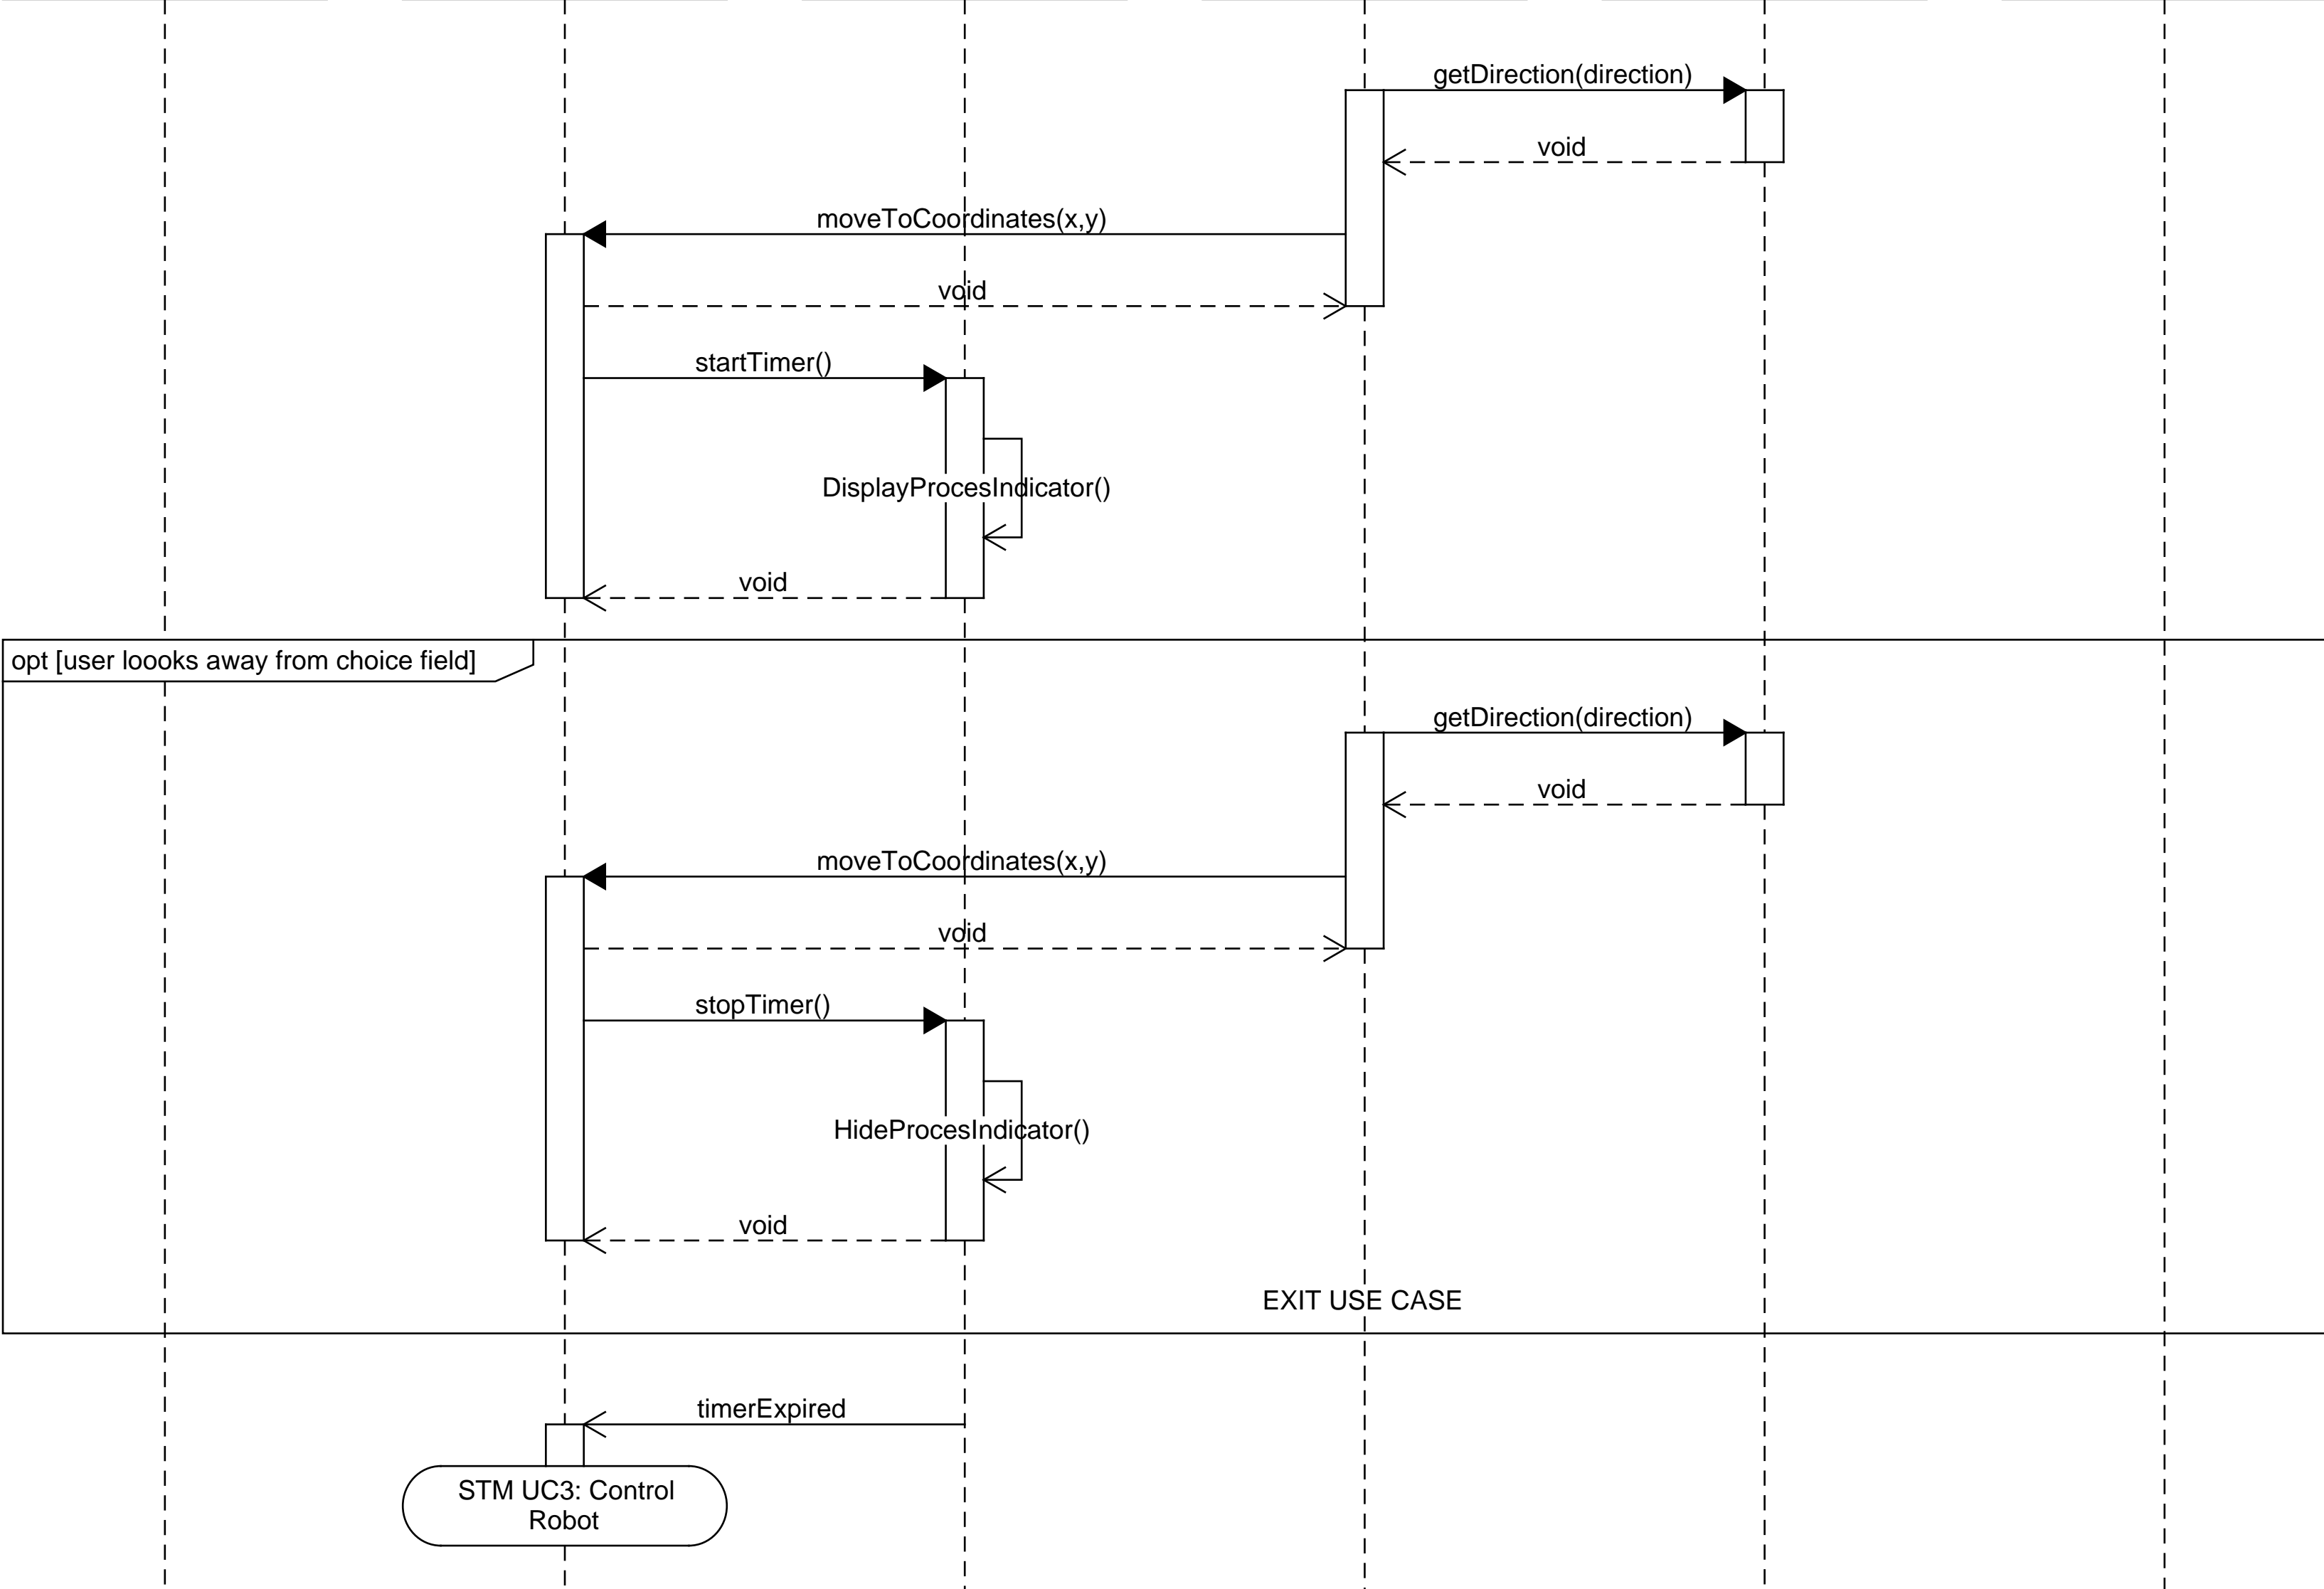 getDirection(direction)
void
moveToCoordinates(x,y)
void
startTimer()
DisplayProcesIndicator()
void
opt [user loooks away from choice field]
getDirection(direction)
void
moveToCoordinates(x,y)
void
stopTimer()
HideProcesIndicator()
void
EXIT USE CASE
timerExpired
STM UC3: Control
Robot